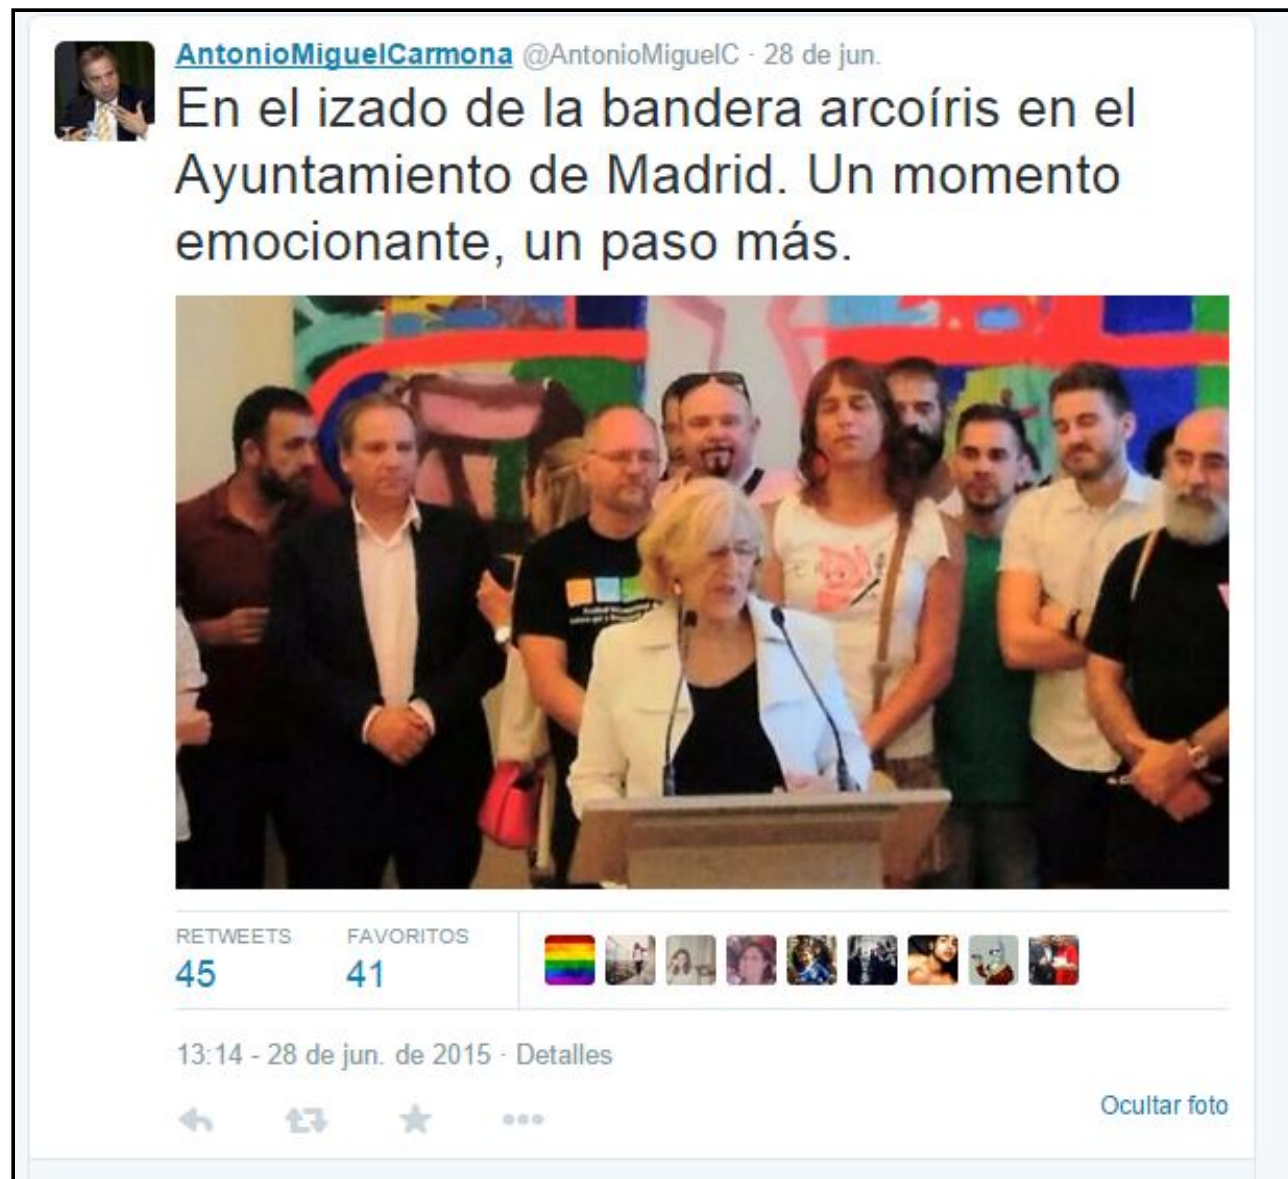 AntonioMiguelCarmona @AntonioMiguelC · 28 de jun.
En el izado de la bandera arcoíris en el
Ayuntamiento de Madrid. Un momento
emocionante, un paso más.
RETWEETS FAVORITOS
45 41
13:14 - 28 de jun. de 2015 · Detalles
Ocultar foto